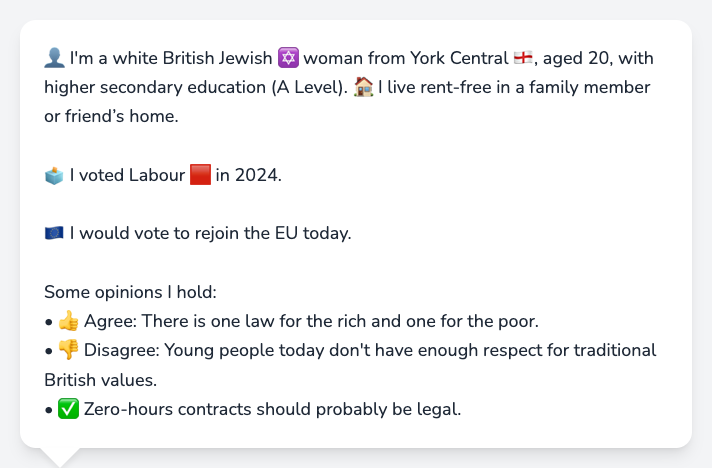 👤 I'm a white British Jewish ✡️ woman from York Central 🏴󠁧󠁢󠁥󠁮󠁧󠁿, aged 20, with
higher secondary education (A Level). 🏠 I live rent-free in a family member
or friend’s home.
🗳️ I voted Labour 🟥 in 2024.
🇪🇺 I would vote to rejoin the EU today.
Some opinions I hold:
• 👍 Agree: There is one law for the rich and one for the poor.
• 👎 Disagree: Young people today don't have enough respect for traditional
British values.
• ✅ Zero-hours contracts should probably be legal.